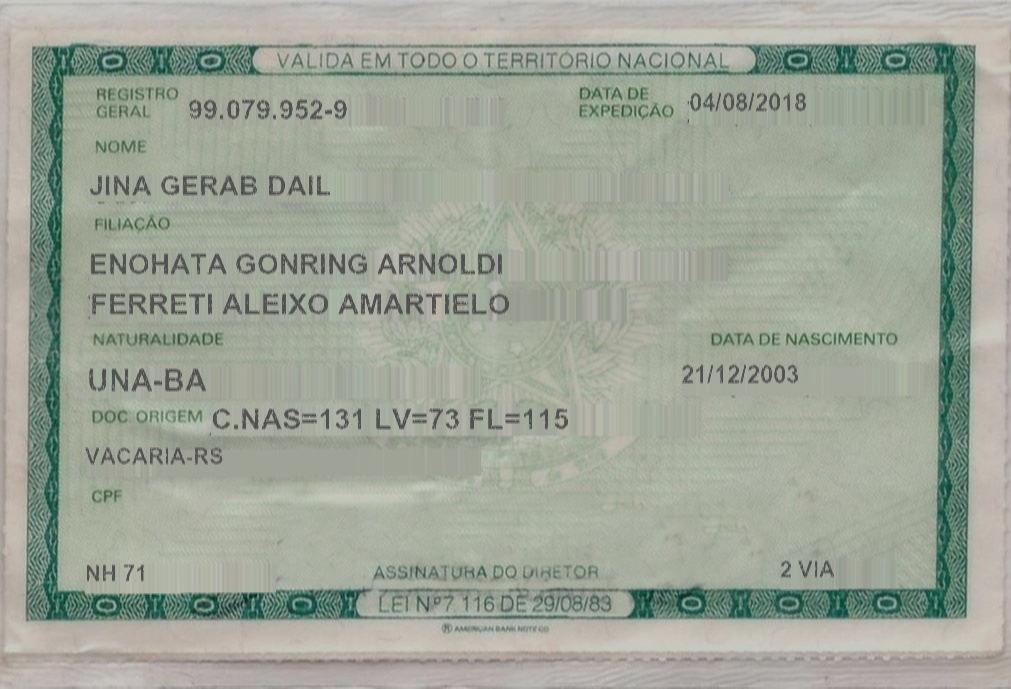 VALIDA EM TODO O TERRITORIO NACIONAL
REGISTRO GERAL 99.079.952-9 DATA DE EXPEDIÇÃO 04/08/2018
NOME
JINA GERAB DAIL
FILIAÇÃO
ENOHATA GONRING ARNOLDI
FERRETI ALEIXO AMARTIELO
NATURALIDADE DATA DE NASCIMENTO
UNA-BA 21/12/2003
DOC ORIGEM C.NAS=131 LV=73 FL=115
VACARIA-RS
CPF
NH 71 ASSINATURA DO DIRETOR 2 VIA
LEI Nº 7.116 DE 29/08/83
AMERICAN BANK NOTE CO